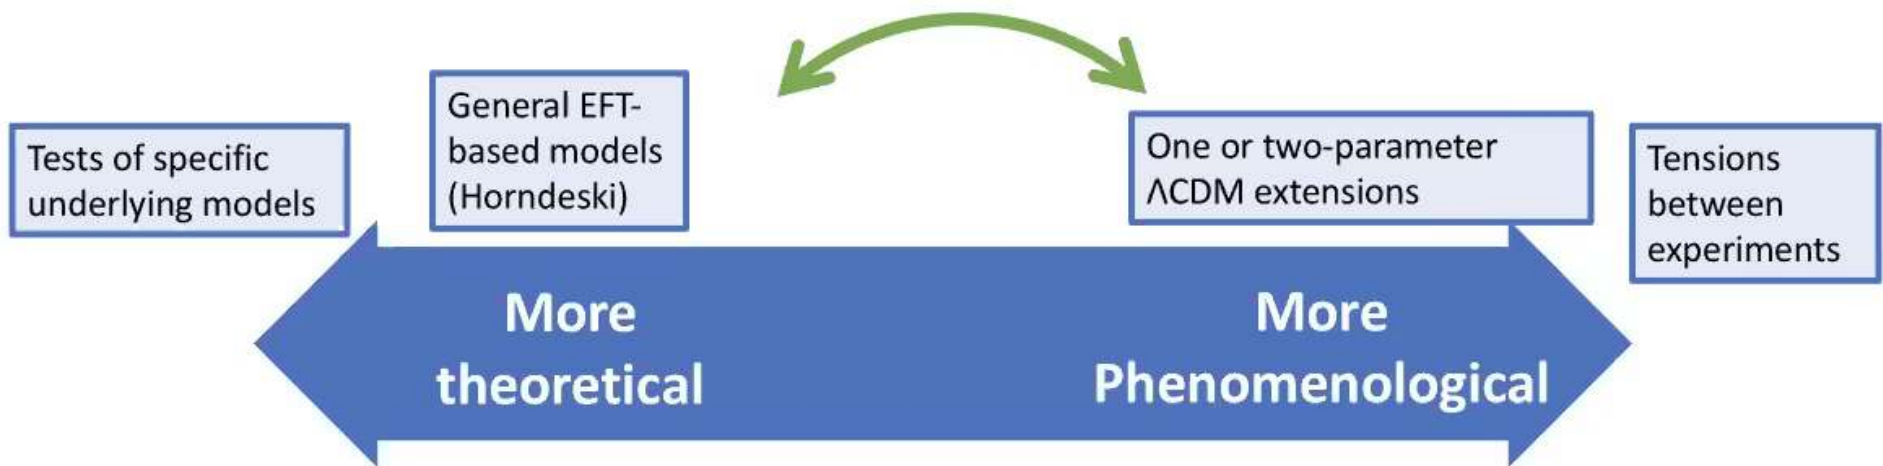 Tests of specific
underlying models
General EFT-
based models
(Horndeski)
One or two-parameter
ΛCDM extensions
Tensions
between
experiments
More
theoretical
More
Phenomenological